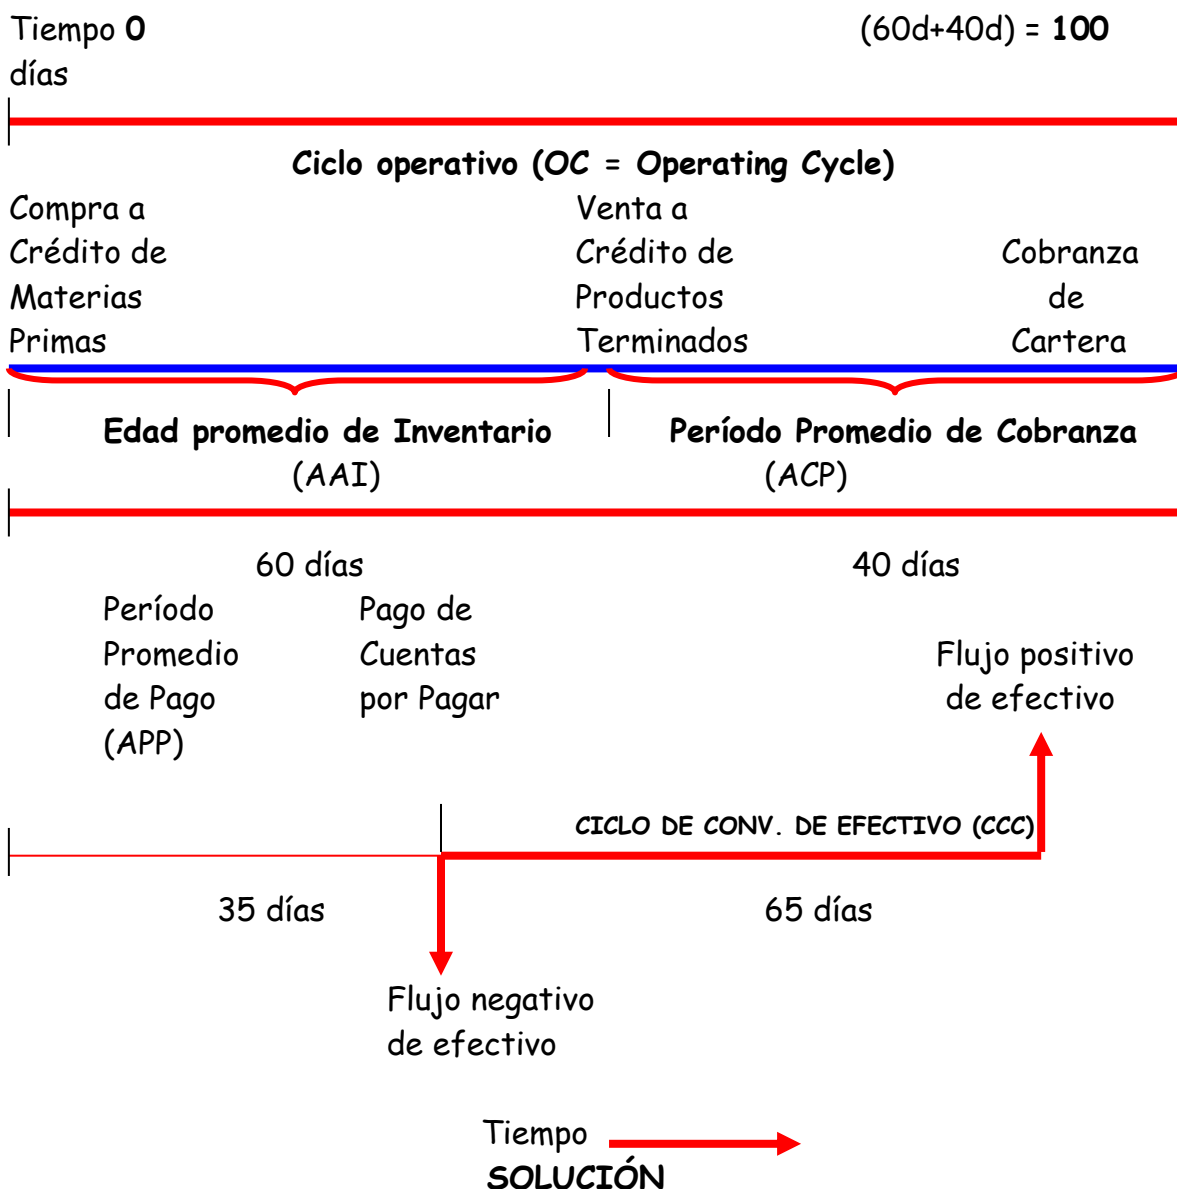 Tiempo 0 (60d+40d) = 100
días
Ciclo operativo (OC = Operating Cycle)
Compra a
Crédito de
Materias
Primas
Venta a
Crédito de
Productos
Terminados
Cobranza
de
Cartera
Edad promedio de Inventario
(AAI)
Período Promedio de Cobranza
(ACP)
60 días
40 días
Período
Promedio
de Pago
(APP)
Pago de
Cuentas
por Pagar
Flujo positivo
de efectivo
CICLO DE CONV. DE EFECTIVO (CCC)
35 días
65 días
Flujo negativo
de efectivo
Tiempo
SOLUCIÓN